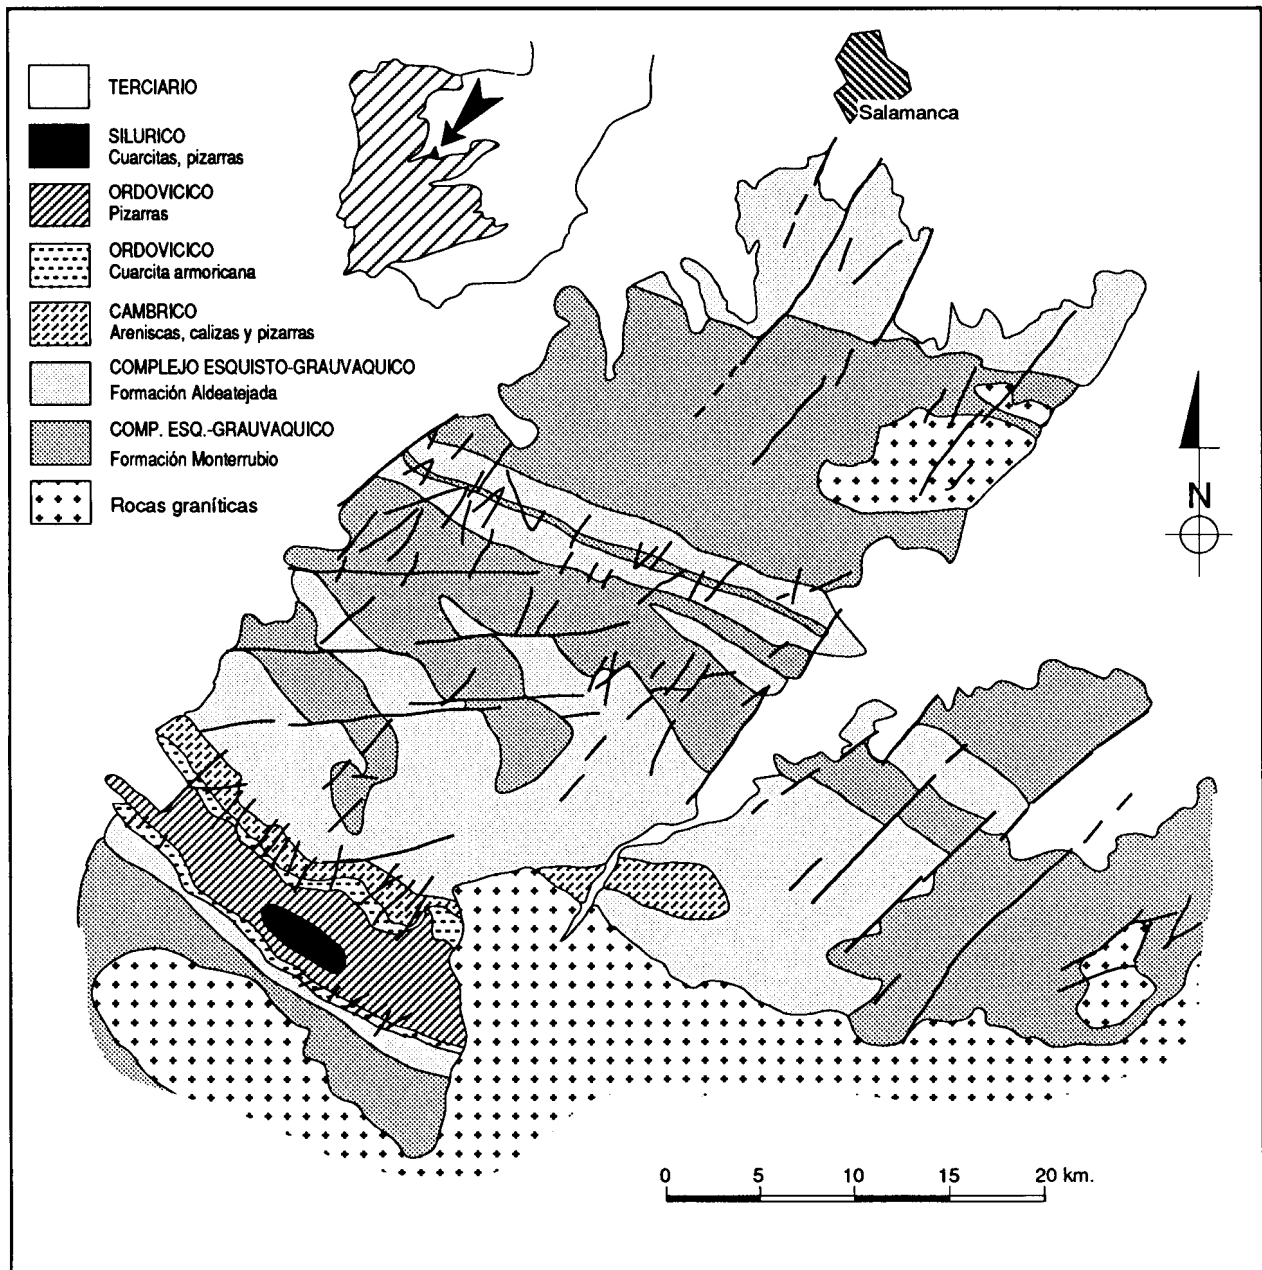 TERCIARIO
SILURICO
Cuarcitas, pizarras
ORDOVICICO
Pizarras
ORDOVICICO
Cuarcita armoricana
CAMBRICO
Areniscas, calizas y pizarras
COMPLEJO ESQUISTO-GRAUVAQUICO
Formación Aldeatejada
COMP. ESQ.-GRAUVAQUICO
Formación Monterrubio
Rocas graníticas
Salamanca
N
0 5 10 15 20 km.